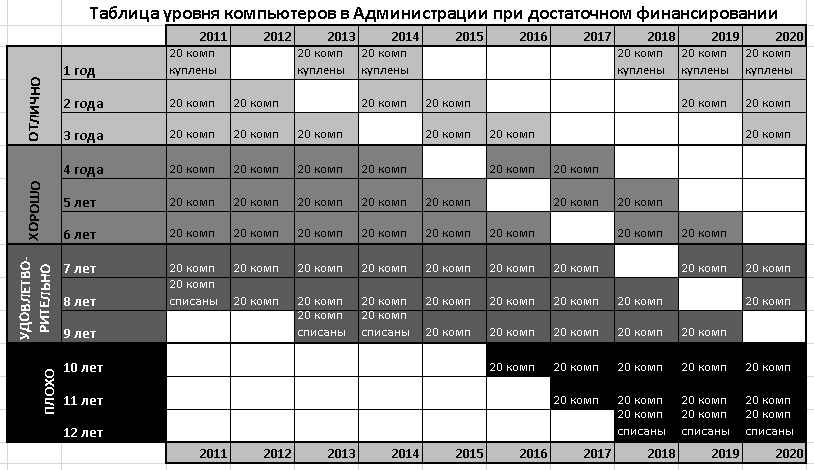 Таблица уровня компьютеров в Администрации при достаточном финансировании
2011 2012 2013 2014 2015 2016 2017 2018 2019 2020
ОТЛИЧНО
1 год 20 комп куплены 20 комп куплены 20 комп куплены 20 комп куплены 20 комп куплены 20 комп куплены
2 года 20 комп 20 комп 20 комп 20 комп 20 комп 20 комп
3 года 20 комп 20 комп 20 комп 20 комп 20 комп 20 комп
ХОРОШО
4 года 20 комп 20 комп 20 комп 20 комп 20 комп 20 комп
5 лет 20 комп 20 комп 20 комп 20 комп 20 комп 20 комп 20 комп
6 лет 20 комп 20 комп 20 комп 20 комп 20 комп 20 комп 20 комп 20 комп
УДОВЛЕТВО-
РИТЕЛЬНО
7 лет 20 комп 20 комп 20 комп 20 комп 20 комп 20 комп 20 комп 20 комп 20 комп
8 лет 20 комп списаны 20 комп 20 комп 20 комп 20 комп 20 комп 20 комп 20 комп 20 комп
9 лет 20 комп списаны 20 комп списаны 20 комп 20 комп 20 комп 20 комп 20 комп
ПЛОХО
10 лет 20 комп 20 комп 20 комп 20 комп 20 комп
11 лет 20 комп 20 комп 20 комп 20 комп
12 лет 20 комп списаны 20 комп списаны 20 комп списаны
2011 2012 2013 2014 2015 2016 2017 2018 2019 2020